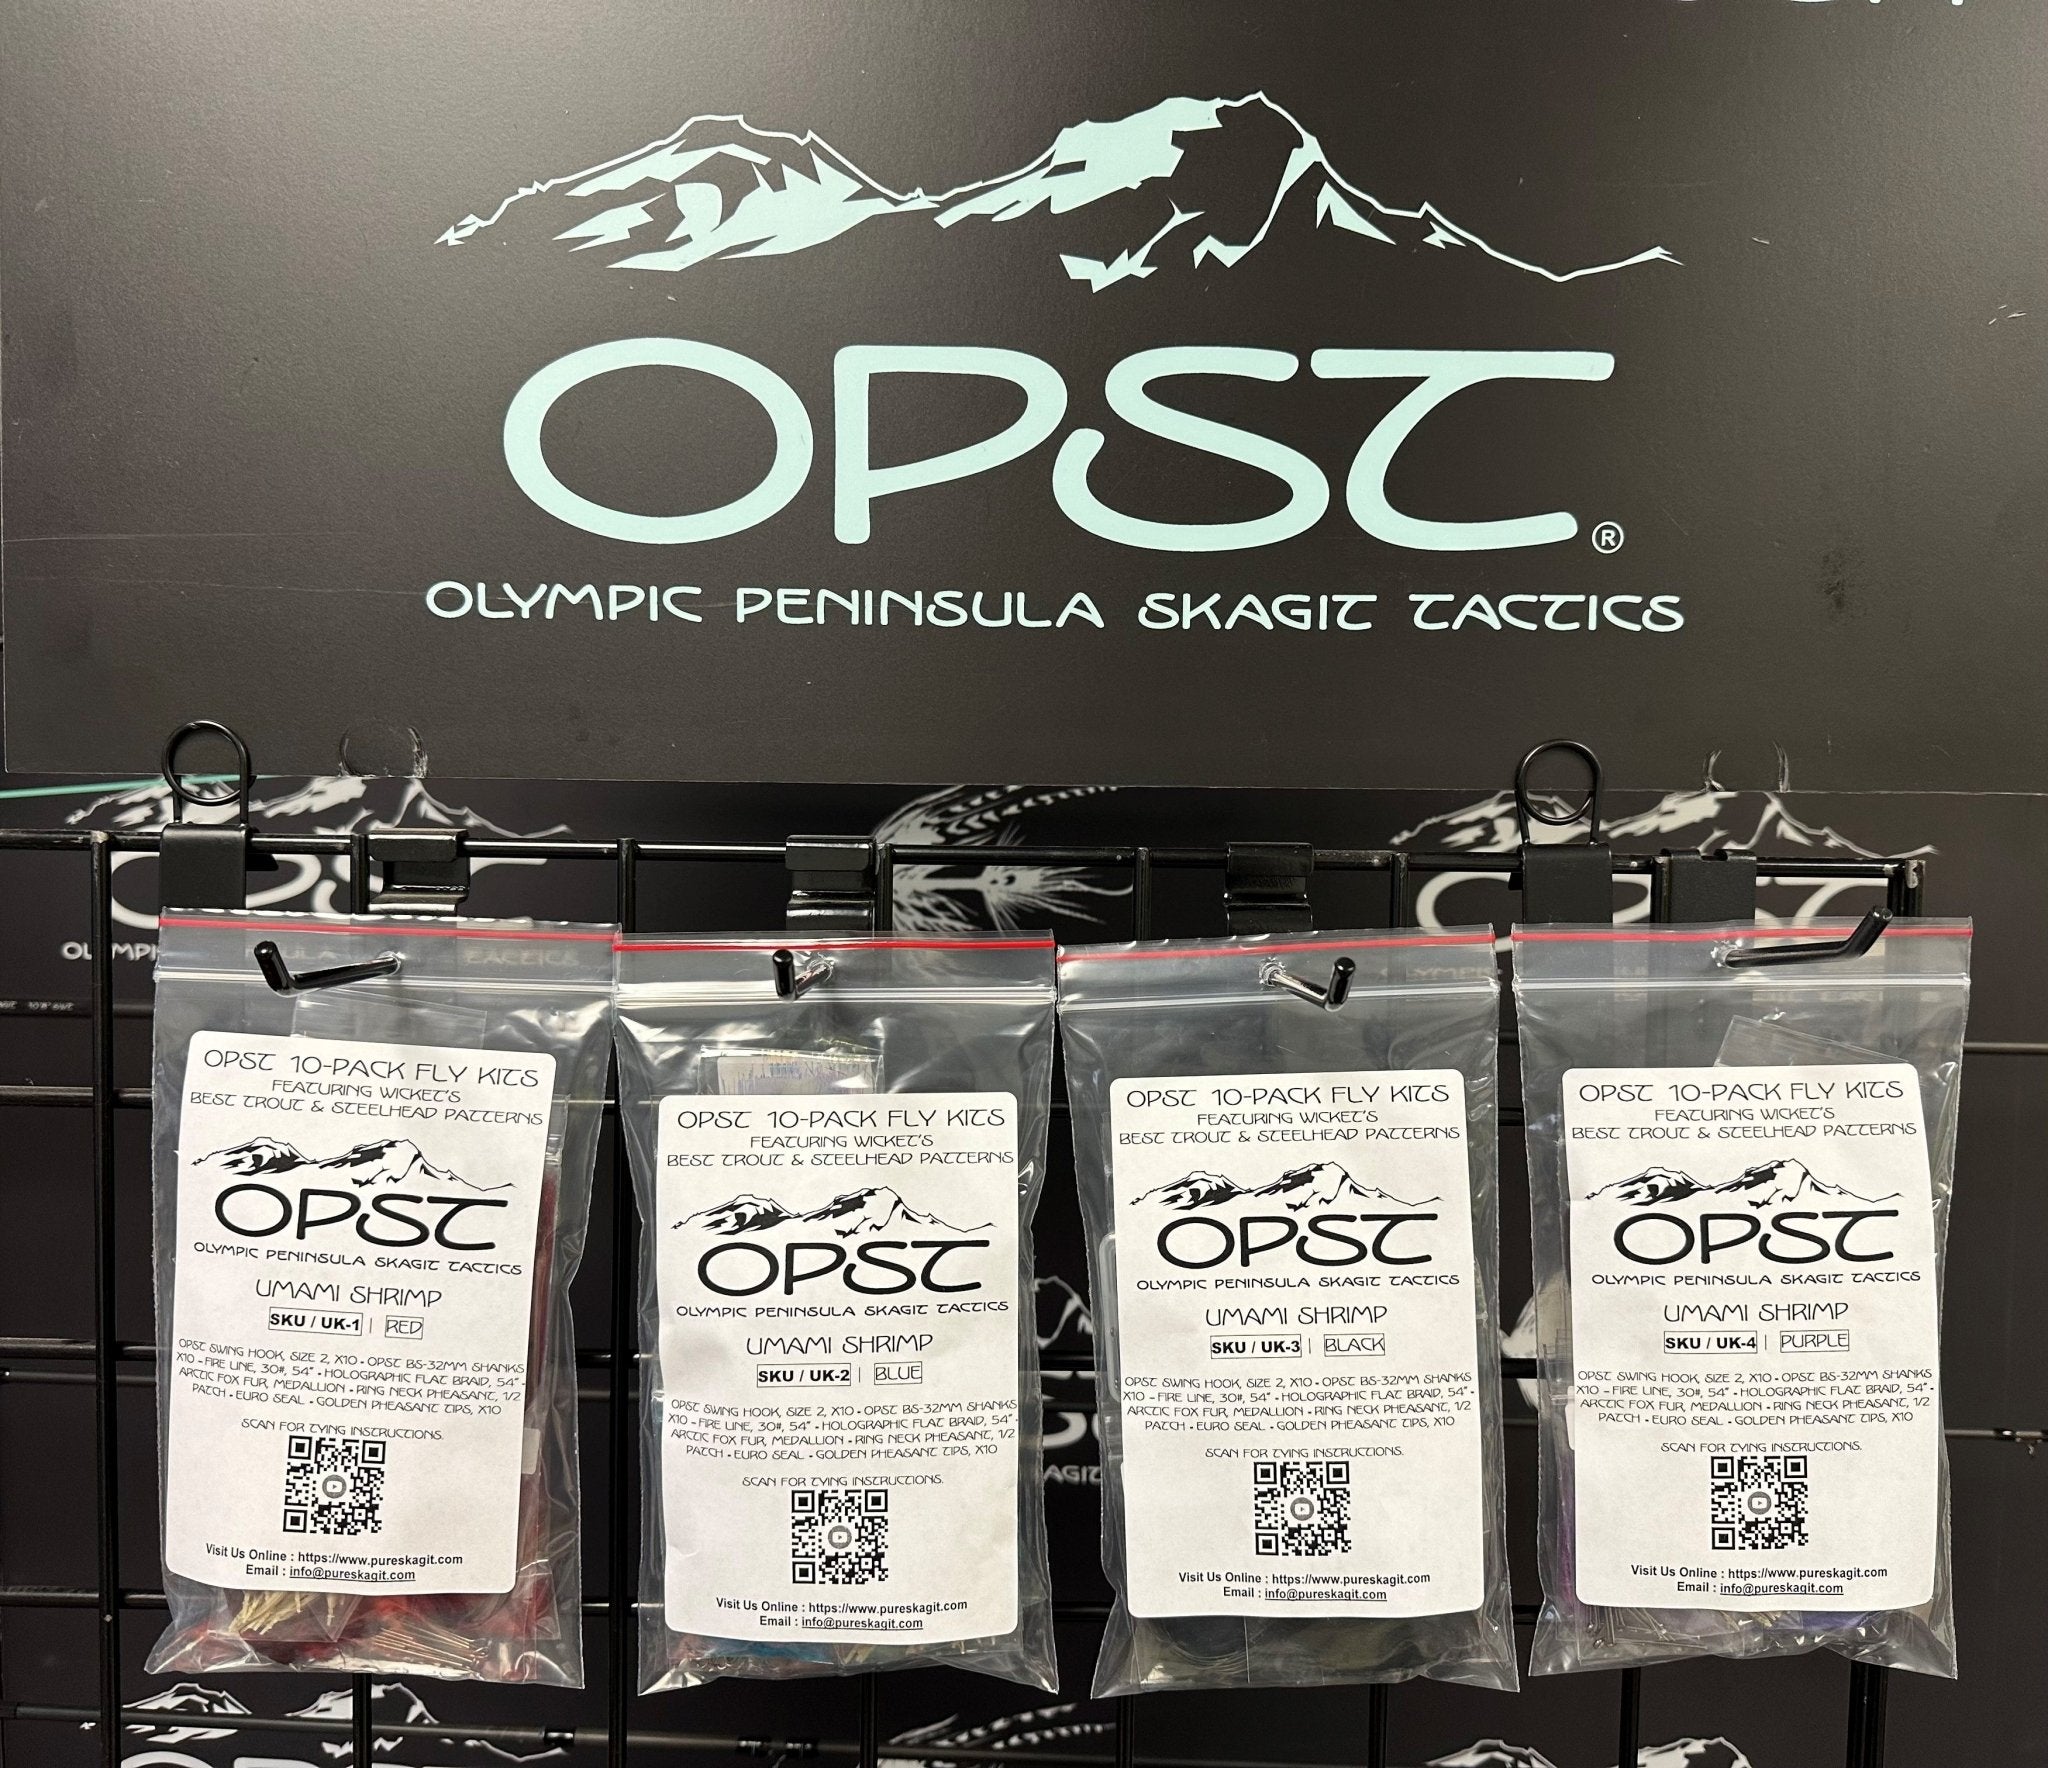 OPST®
OLYMPIC PENINSULA SKAGIT TACTICS
OPST 10-PACK FLY KITS
FEATURING WICKET'S
BEST TROUT & STEELHEAD PATTERNS
OPST
OLYMPIC PENINSULA SKAGIT TACTICS
UMAMI SHRIMP
SKU / UK-1 | RED
OPST SWING HOOK, SIZE 2, X10 - OPST BS-32MM SHANKS
X10 - FIRE LINE, 30#, 54" - HOLOGRAPHIC FLAT BRAID, 54" -
ARCTIC FOX FUR, MEDALLION - RING NECK PHEASANT, 1/2
PATCH - EURO SEAL - GOLDEN PHEASANT TIPS, X10
SCAN FOR TYING INSTRUCTIONS.
Visit Us Online : https://www.pureskagit.com
Email : info@pureskagit.com
OPST 10-PACK FLY KITS
FEATURING WICKET'S
BEST TROUT & STEELHEAD PATTERNS
OPST
OLYMPIC PENINSULA SKAGIT TACTICS
UMAMI SHRIMP
SKU / UK-2 | BLUE
OPST SWING HOOK, SIZE 2, X10 - OPST BS-32MM SHANKS
X10 - FIRE LINE, 30#, 54" - HOLOGRAPHIC FLAT BRAID, 54" -
ARCTIC FOX FUR, MEDALLION - RING NECK PHEASANT, 1/2
PATCH - EURO SEAL - GOLDEN PHEASANT TIPS, X10
SCAN FOR TYING INSTRUCTIONS.
Visit Us Online : https://www.pureskagit.com
Email : info@pureskagit.com
OPST 10-PACK FLY KITS
FEATURING WICKET'S
BEST TROUT & STEELHEAD PATTERNS
OPST
OLYMPIC PENINSULA SKAGIT TACTICS
UMAMI SHRIMP
SKU / UK-3 | BLACK
OPST SWING HOOK, SIZE 2, X10 - OPST BS-32MM SHANKS
X10 - FIRE LINE, 30#, 54" - HOLOGRAPHIC FLAT BRAID, 54" -
ARCTIC FOX FUR, MEDALLION - RING NECK PHEASANT, 1/2
PATCH - EURO SEAL - GOLDEN PHEASANT TIPS, X10
SCAN FOR TYING INSTRUCTIONS.
Visit Us Online : https://www.pureskagit.com
Email : info@pureskagit.com
OPST 10-PACK FLY KITS
FEATURING WICKET'S
BEST TROUT & STEELHEAD PATTERNS
OPST
OLYMPIC PENINSULA SKAGIT TACTICS
UMAMI SHRIMP
SKU / UK-4 | PURPLE
OPST SWING HOOK, SIZE 2, X10 - OPST BS-32MM SHANKS
X10 - FIRE LINE, 30#, 54" - HOLOGRAPHIC FLAT BRAID, 54" -
ARCTIC FOX FUR, MEDALLION - RING NECK PHEASANT, 1/2
PATCH - EURO SEAL - GOLDEN PHEASANT TIPS, X10
SCAN FOR TYING INSTRUCTIONS.
Visit Us Online : https://www.pureskagit.com
Email : info@pureskagit.com